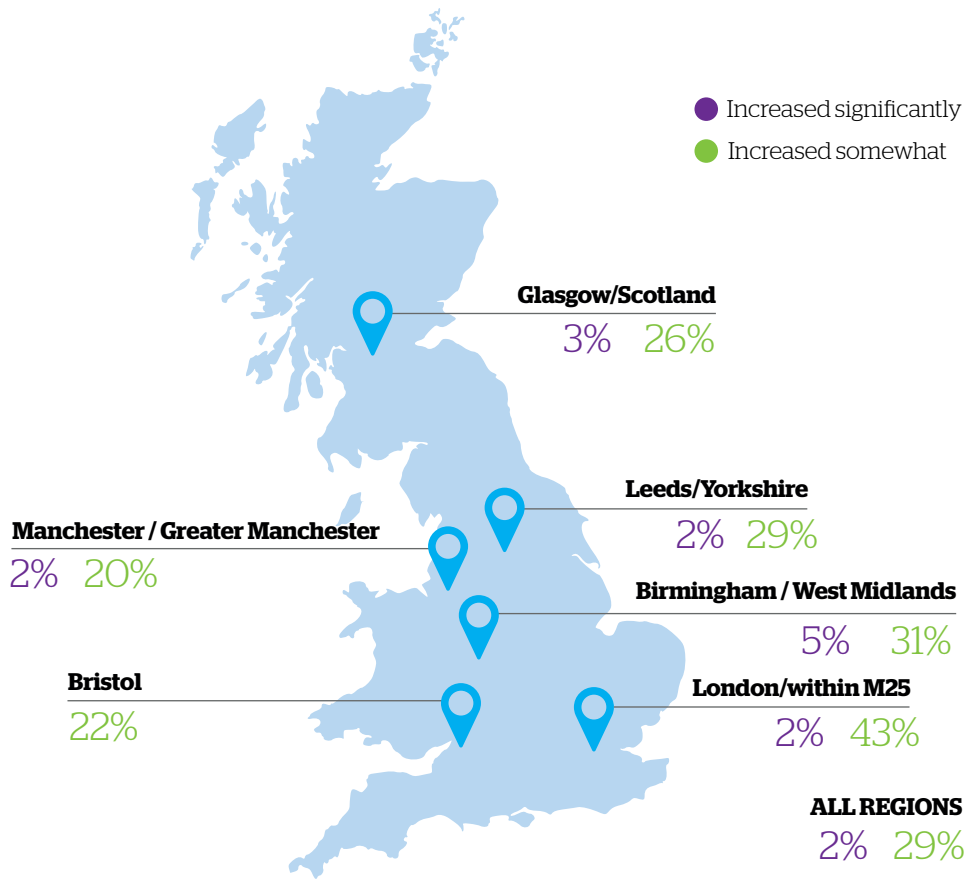 Increased significantly
Increased somewhat
Glasgow/Scotland
3% 26%
Leeds/Yorkshire
2% 29%
Manchester / Greater Manchester
2% 20%
Birmingham / West Midlands
5% 31%
Bristol
22%
London/within M25
2% 43%
ALL REGIONS
2% 29%